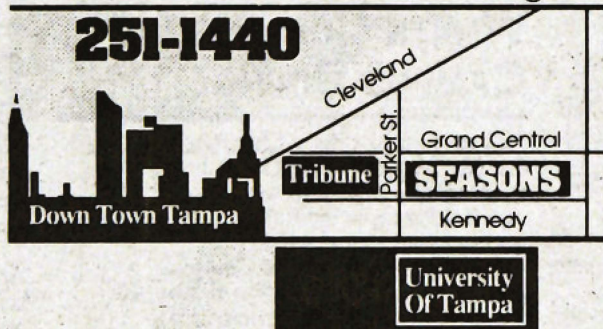 251-1440
Cleveland
Parker St.
Grand Central
Tribune
SEASONS
Down Town Tampa
Kennedy
University
Of Tampa